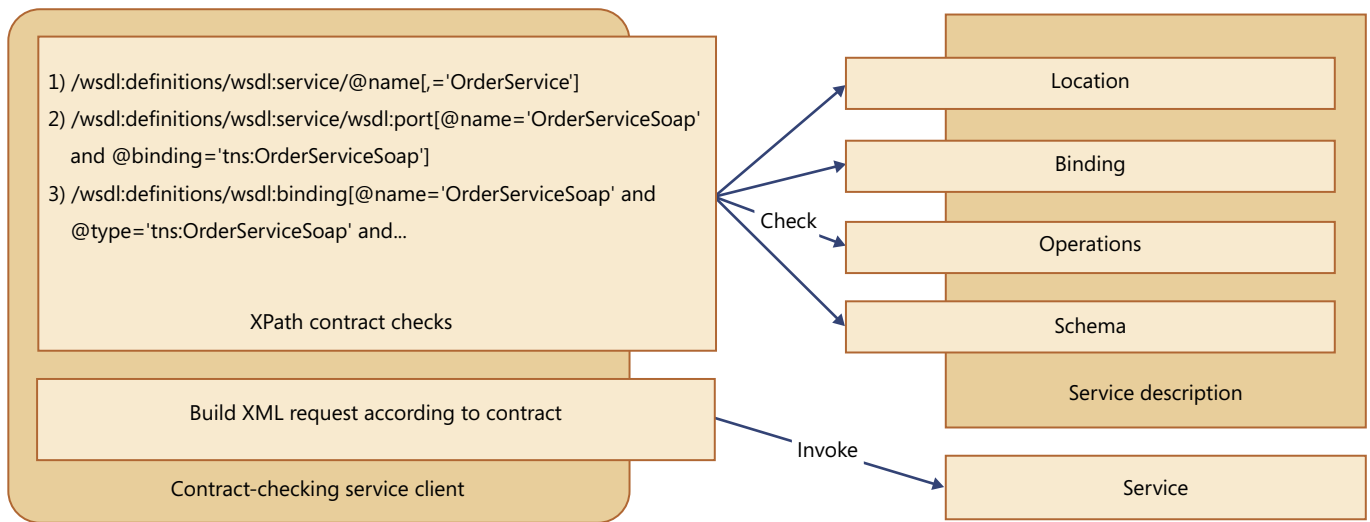 1) /wsdl:definitions/wsdl:service/@name[,='OrderService']
2) /wsdl:definitions/wsdl:service/wsdl:port[@name='OrderServiceSoap'
and @binding='tns:OrderServiceSoap']
3) /wsdl:definitions/wsdl:binding[@name='OrderServiceSoap' and
@type='tns:OrderServiceSoap' and...
XPath contract checks
Build XML request according to contract
Contract-checking service client
Check
Invoke
Location
Binding
Operations
Schema
Service description
Service